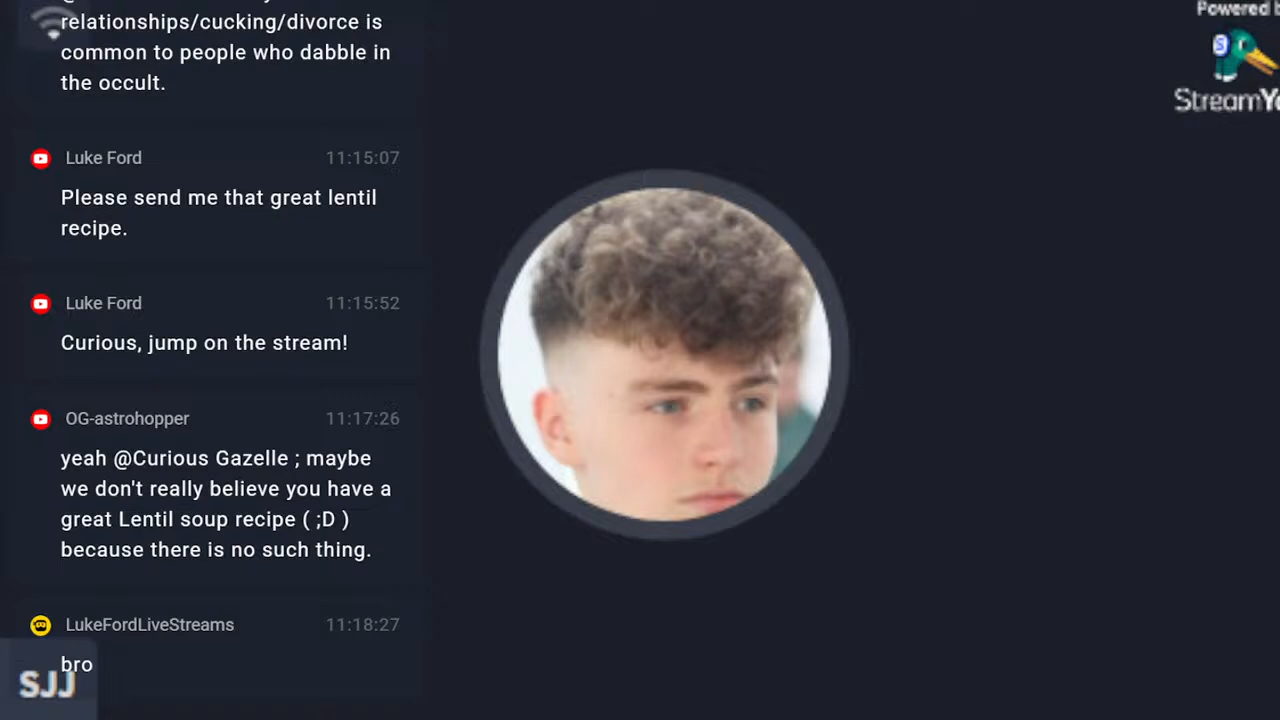 relationships/cucking/divorce is
common to people who dabble in
the occult.
Luke Ford 11:15:07
Please send me that great lentil
recipe.
Luke Ford 11:15:52
Curious, jump on the stream!
OG-astrohopper 11:17:26
yeah @Curious Gazelle ; maybe
we don't really believe you have a
great Lentil soup recipe ( ;D )
because there is no such thing.
LukeFordLiveStreams 11:18:27
bro
SJJ
Powered b
S
StreamY